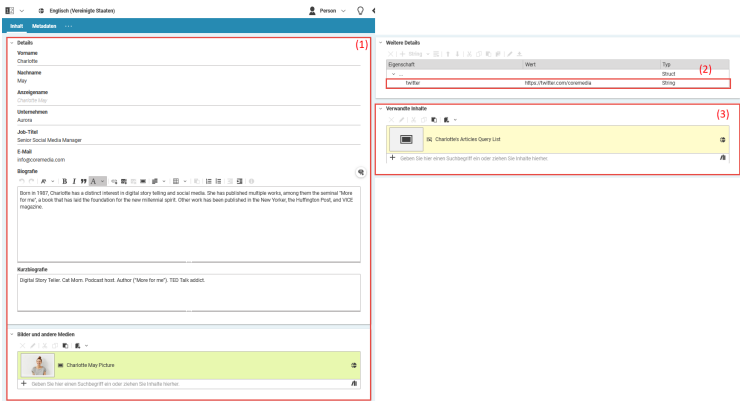 Englisch (Vereinigte Staaten)
Person
Inhalt Metadaten ...
Details
(1)
Vorname
Charlotte
Nachname
May
Anzeigename
Charlotte May
Unternehmen
Aurora
Job-Titel
Senior Social Media Manager
E-Mail
info@coremedia.com
Biografie
Born in 1987, Charlotte has a distinct interest in digital story telling and social media. She has published multiple works, among them the seminal "More
for me", a book that has laid the foundation for the new millennial spirit. Other work has been published in the New Yorker, the Huffington Post, and VICE
magazine.
Kurzbiografie
Digital Story Teller. Cat Mom. Podcast host. Author ("More for me"). TED Talk addict.
Bilder und andere Medien
Charlotte May Picture
Geben Sie hier einen Suchbegriff ein oder ziehen Sie Inhalte hierher.
Weitere Details
String
Eigenschaft Wert Typ
... Struct
(2)
twitter https://twitter.com/coremedia String
Verwandte Inhalte
(3)
Charlotte's Articles Query List
Geben Sie hier einen Suchbegriff ein oder ziehen Sie Inhalte hierher.